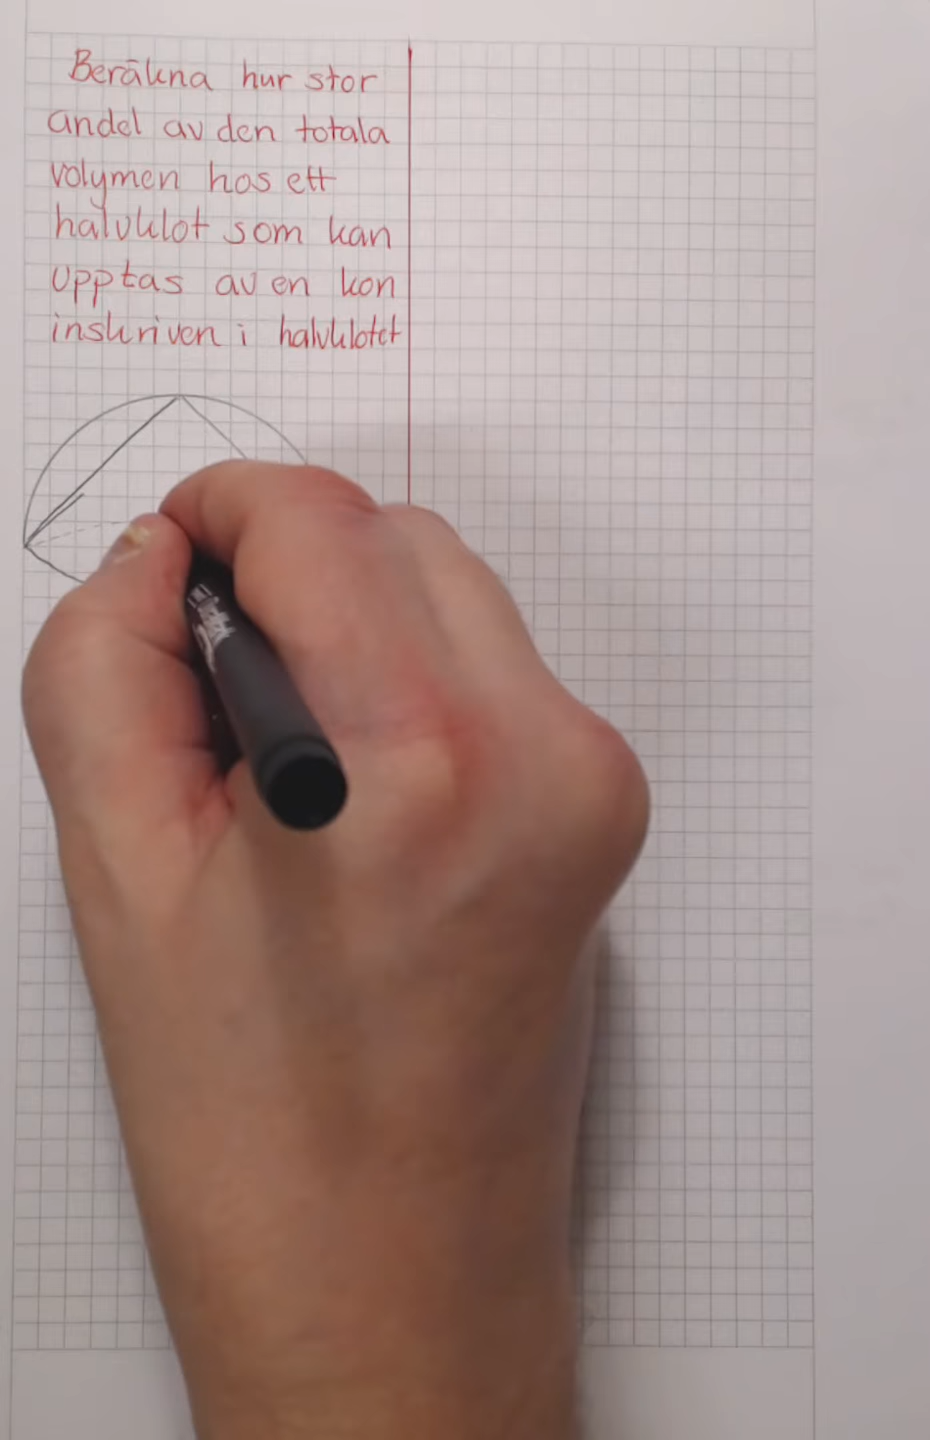 Beräkna hur stor
andel av den totala
volymen hos ett
halvklot som kan
upptas av en kon
inskriven i halvklotet